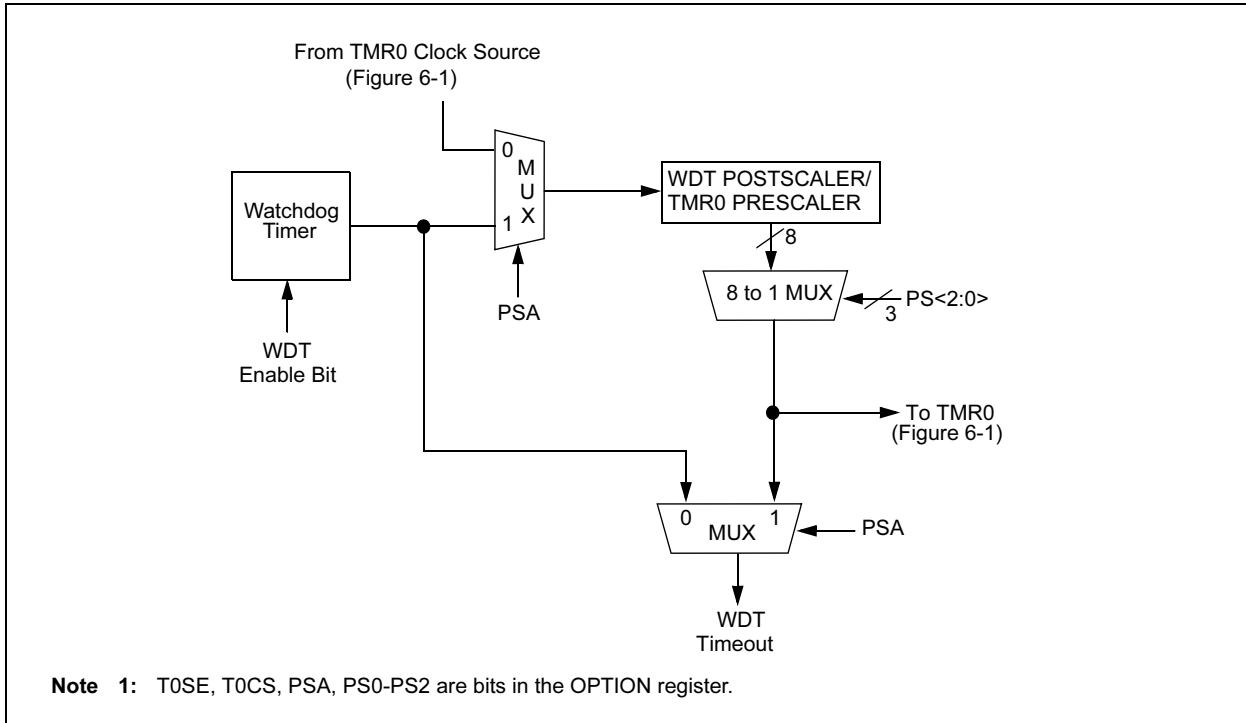 From TMR0 Clock Source
(Figure 6-1)
0
M
U
X
1
Watchdog
Timer
WDT POSTSCALER/
TMR0 PRESCALER
8
8 to 1 MUX
PS<2:0>
3
PSA
WDT
Enable Bit
To TMR0
(Figure 6-1)
0
1
MUX
PSA
WDT
Timeout
Note 1: T0SE, T0CS, PSA, PS0-PS2 are bits in the OPTION register.